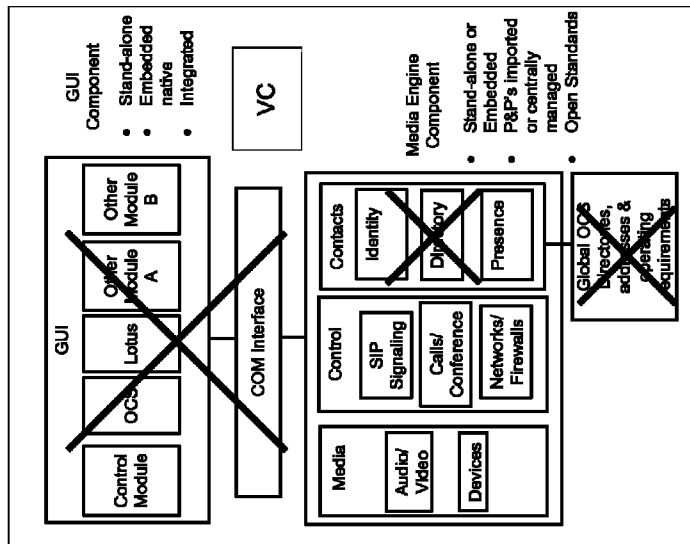 GUI
Control
Module
OCS
Lotus
Other
Module
A
Other
Module
B
GUI
Component
• Stand-alone
• Embedded
native
• Integrated
COM Interface
VC
Media
Audio/
Video
Devices
Control
SIP
Signaling
Calls/
Conference
Networks/
Firewalls
Contacts
Identity
Directory
Presence
Media Engine
Component
• Stand-alone or
Embedded
• P&P's imported
or centrally
managed
• Open Standards
Global OCS
Directories,
addresses &
operating
requirements